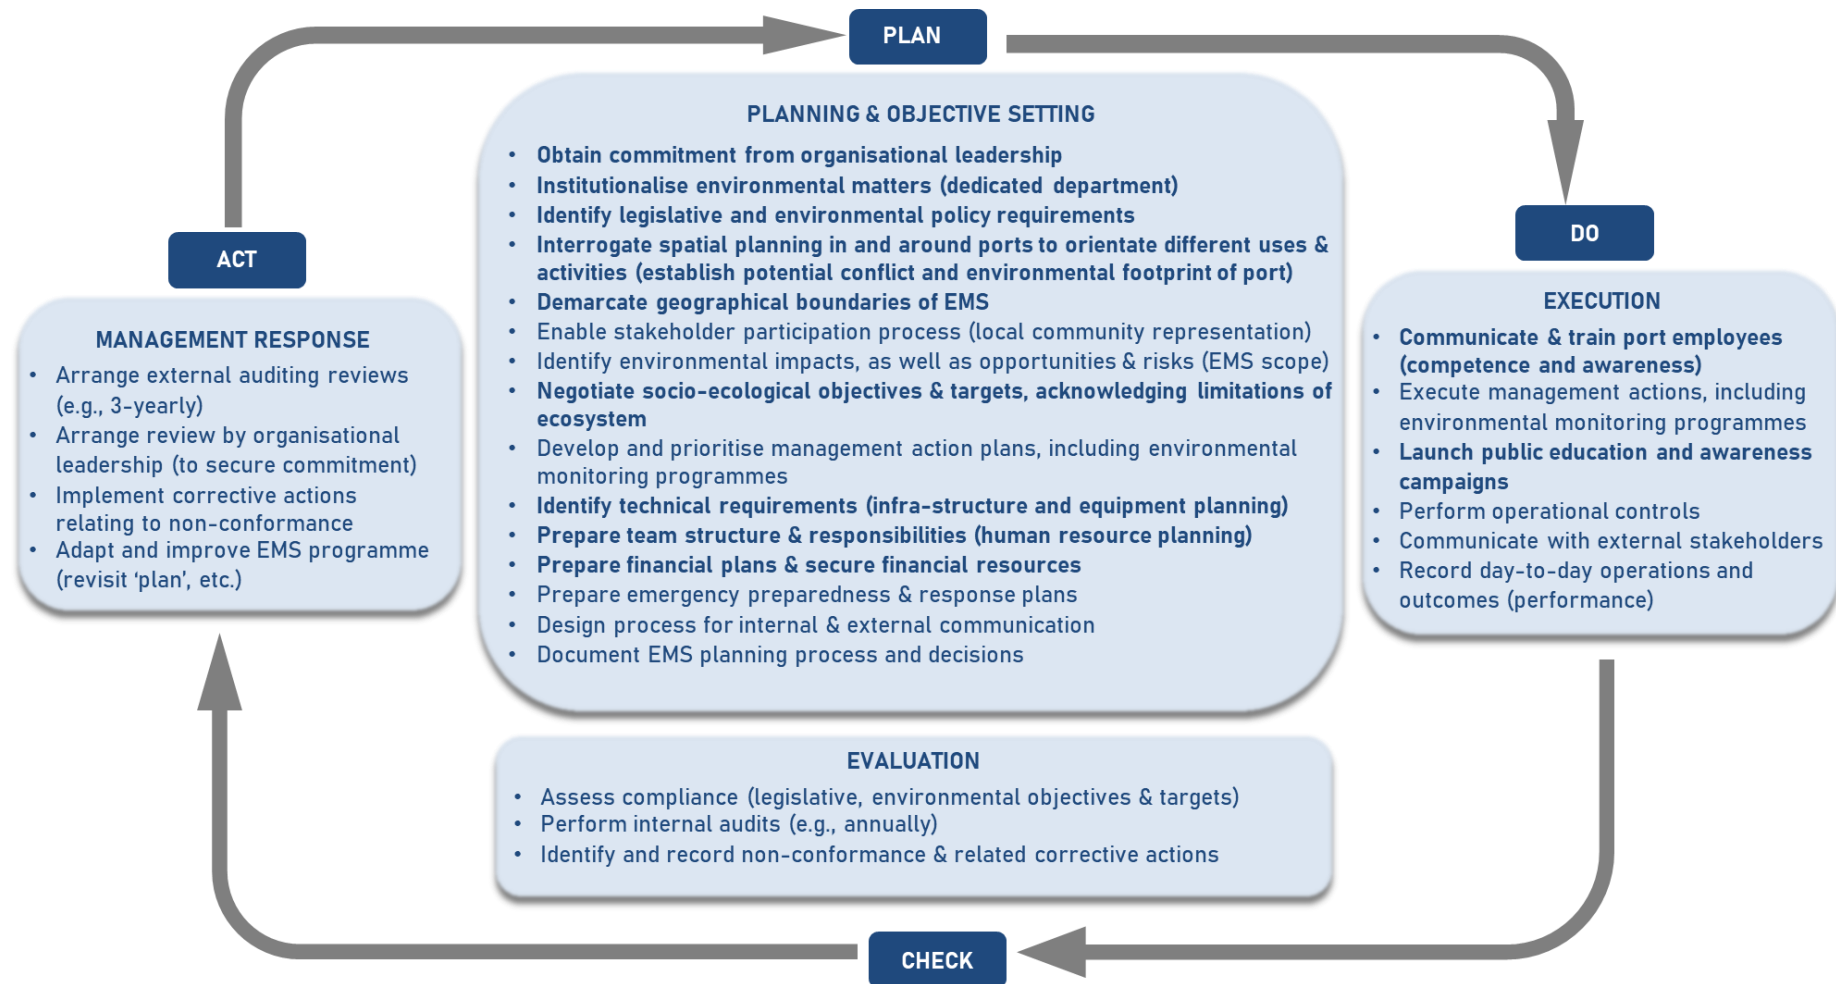 PLAN
PLANNING & OBJECTIVE SETTING
• Obtain commitment from organisational leadership
• Institutionalise environmental matters (dedicated department)
• Identify legislative and environmental policy requirements
• Interrogate spatial planning in and around ports to orientate different uses &
activities (establish potential conflict and environmental footprint of port)
• Demarcate geographical boundaries of EMS
• Enable stakeholder participation process (local community representation)
• Identify environmental impacts, as well as opportunities & risks (EMS scope)
• Negotiate socio-ecological objectives & targets, acknowledging limitations of
ecosystem
• Develop and prioritise management action plans, including environmental
monitoring programmes
• Identify technical requirements (infra-structure and equipment planning)
• Prepare team structure & responsibilities (human resource planning)
• Prepare financial plans & secure financial resources
• Prepare emergency preparedness & response plans
• Design process for internal & external communication
• Document EMS planning process and decisions
DO
EXECUTION
• Communicate & train port employees
(competence and awareness)
• Execute management actions, including
environmental monitoring programmes
• Launch public education and awareness
campaigns
• Perform operational controls
• Communicate with external stakeholders
• Record day-to-day operations and
outcomes (performance)
EVALUATION
• Assess compliance (legislative, environmental objectives & targets)
• Perform internal audits (e.g., annually)
• Identify and record non-conformance & related corrective actions
CHECK
ACT
MANAGEMENT RESPONSE
• Arrange external auditing reviews
(e.g., 3-yearly)
• Arrange review by organisational
leadership (to secure commitment)
• Implement corrective actions
relating to non-conformance
• Adapt and improve EMS programme
(revisit ‘plan’, etc.)